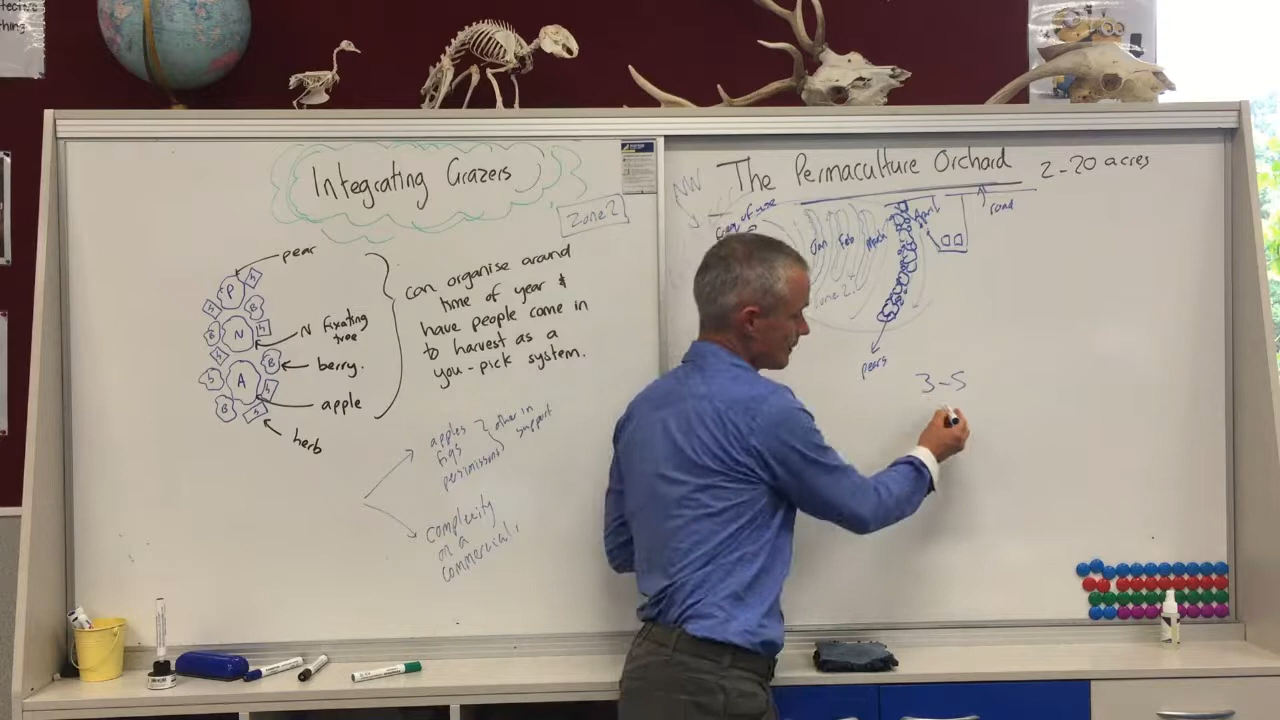 Integrating Grazers
Zone 2
pear
P
N
A
B
N Fixating
tree
berry.
apple
herb
can organise around
time of year &
have people come in
to harvest as a
you-pick system.
apples
figs
persimmons
other in
support
complexity
on a
commercial
The Permaculture Orchard 2-20 acres
road
Jan
Feb
March
April
Zone 2.
pears
3-5